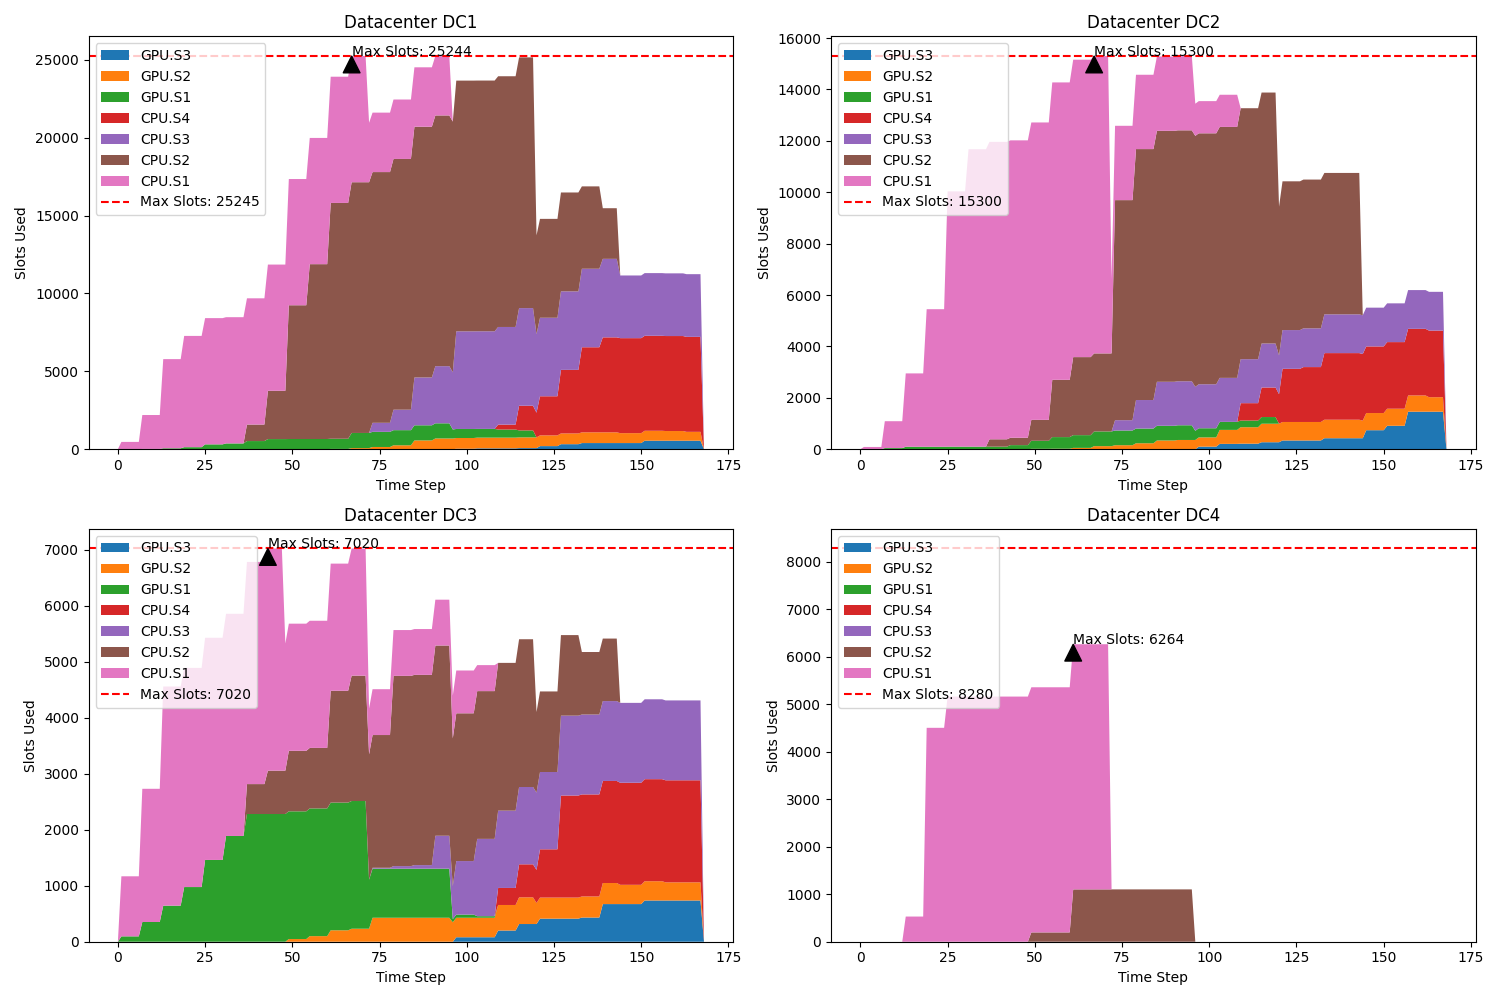 Datacenter DC1
Max Slots: 25244
GPU.S3
GPU.S2
GPU.S1
CPU.S4
CPU.S3
CPU.S2
CPU.S1
Max Slots: 25245
25000
20000
15000
10000
5000
0
Slots Used
0 25 50 75 100 125 150 175
Time Step
Datacenter DC2
Max Slots: 15300
GPU.S3
GPU.S2
GPU.S1
CPU.S4
CPU.S3
CPU.S2
CPU.S1
Max Slots: 15300
16000
14000
12000
10000
8000
6000
4000
2000
0
Slots Used
0 25 50 75 100 125 150 175
Time Step
Datacenter DC3
Max Slots: 7020
GPU.S3
GPU.S2
GPU.S1
CPU.S4
CPU.S3
CPU.S2
CPU.S1
Max Slots: 7020
7000
6000
5000
4000
3000
2000
1000
0
Slots Used
0 25 50 75 100 125 150 175
Time Step
Datacenter DC4
GPU.S3
GPU.S2
GPU.S1
CPU.S4
CPU.S3
CPU.S2
CPU.S1
Max Slots: 8280
Max Slots: 6264
8000
7000
6000
5000
4000
3000
2000
1000
0
Slots Used
0 25 50 75 100 125 150 175
Time Step